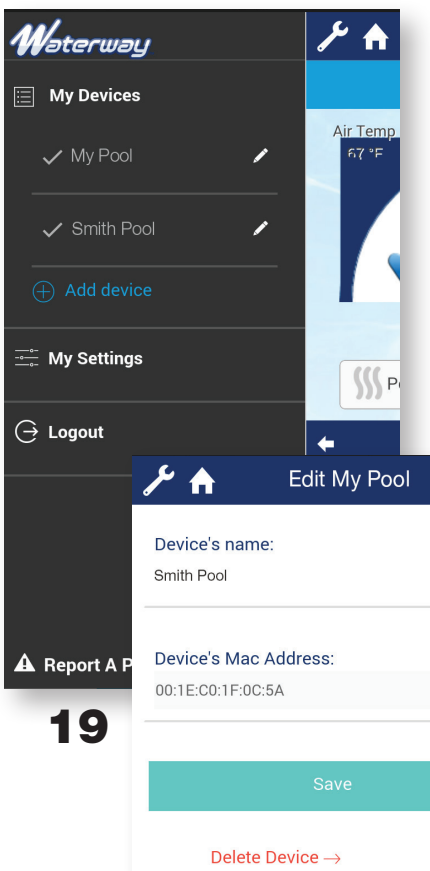 Waterway
My Devices
My Pool
Smith Pool
Add device
My Settings
Logout
Report A P
Air Temp
67 °F
P
19
Edit My Pool
Device's name:
Smith Pool
Device's Mac Address:
00:1E:C0:1F:0C:5A
Save
Delete Device →